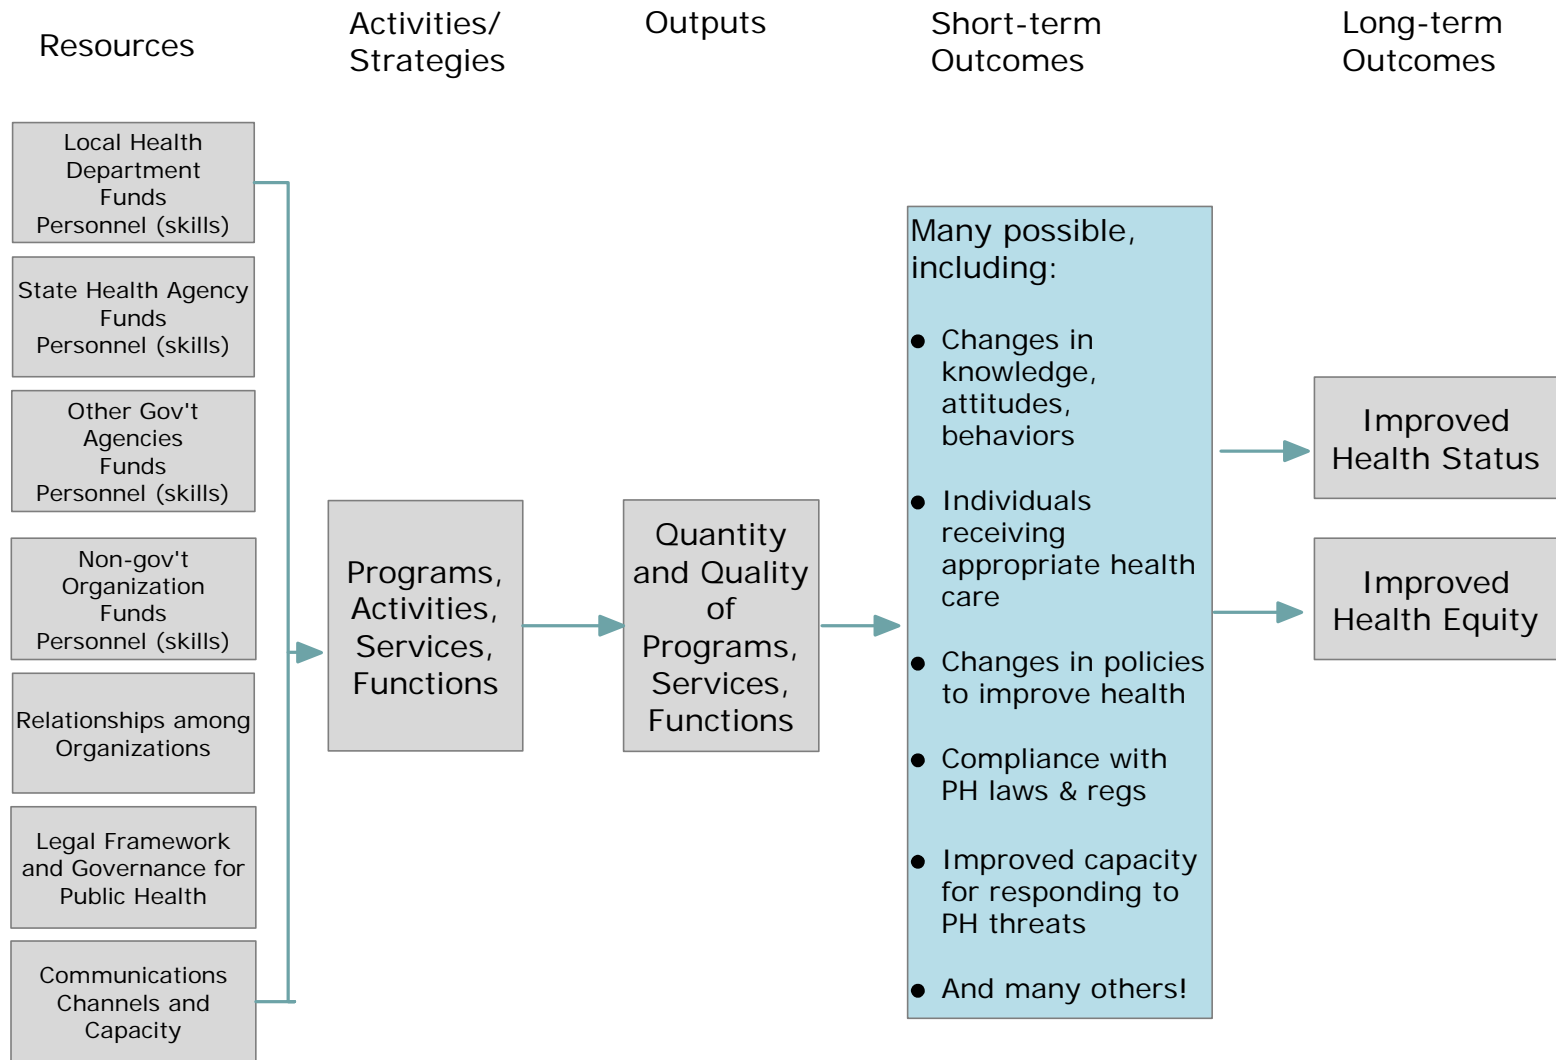 Resources
Activities/
Strategies
Outputs
Short-term
Outcomes
Long-term
Outcomes
Local Health
Department
Funds
Personnel (skills)
State Health Agency
Funds
Personnel (skills)
Other Gov't
Agencies
Funds
Personnel (skills)
Non-gov't
Organization
Funds
Personnel (skills)
Relationships among
Organizations
Legal Framework
and Governance for
Public Health
Communications
Channels and
Capacity
Programs,
Activities,
Services,
Functions
Quantity
and Quality
of
Programs,
Services,
Functions
Many possible,
including:
● Changes in
knowledge,
attitudes,
behaviors
● Individuals
receiving
appropriate health
care
● Changes in policies
to improve health
● Compliance with
PH laws & regs
● Improved capacity
for responding to
PH threats
● And many others!
Improved
Health Status
Improved
Health Equity